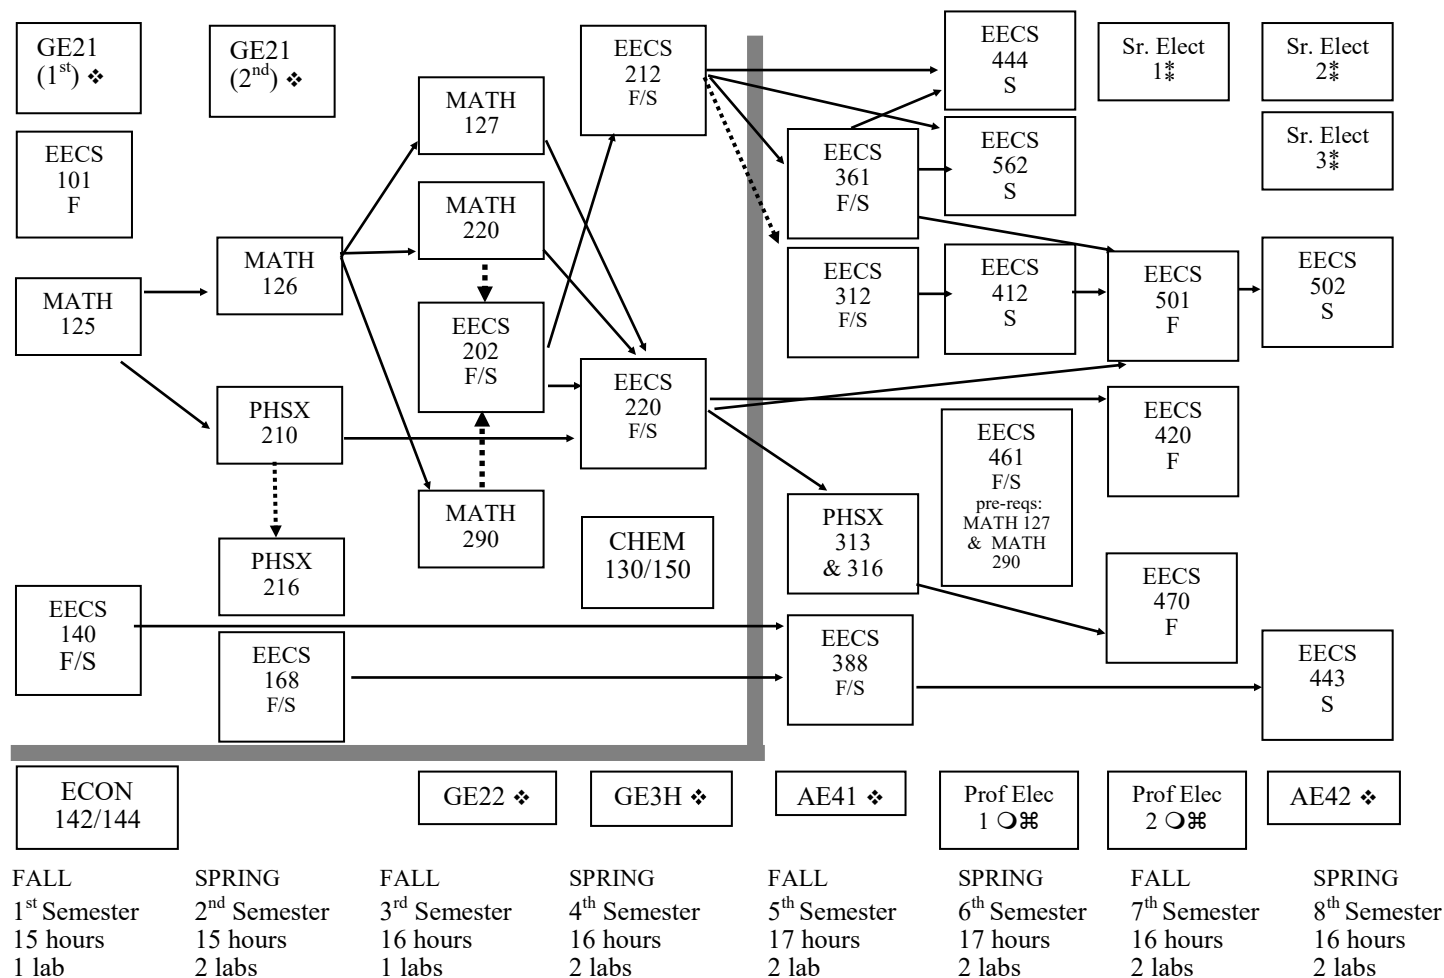 GE21
(1st) ❖
EECS
101
F
MATH
125
EECS
140
F/S
ECON
142/144
GE21
(2nd) ❖
MATH
126
PHSX
210
PHSX
216
EECS
168
F/S
MATH
127
MATH
220
EECS
202
F/S
MATH
290
GE22 ❖
EECS
212
F/S
EECS
220
F/S
CHEM
130/150
GE3H ❖
EECS
361
F/S
EECS
312
F/S
PHSX
313
& 316
EECS
388
F/S
AE41 ❖
EECS
444
S
EECS
562
S
EECS
412
S
EECS
461
F/S
pre-reqs:
MATH 127
& MATH
290
Prof Elec
1 ❍⌘
Sr. Elect
1⁑
EECS
501
F
EECS
420
F
EECS
470
F
Prof Elec
2 ❍⌘
Sr. Elect
2⁑
Sr. Elect
3⁑
EECS
502
S
EECS
443
S
AE42 ❖
FALL
1st Semester
15 hours
1 lab
SPRING
2nd Semester
15 hours
2 labs
FALL
3rd Semester
16 hours
1 labs
SPRING
4th Semester
16 hours
2 labs
FALL
5th Semester
17 hours
2 lab
SPRING
6th Semester
17 hours
2 labs
FALL
7th Semester
16 hours
2 labs
SPRING
8th Semester
16 hours
2 labs